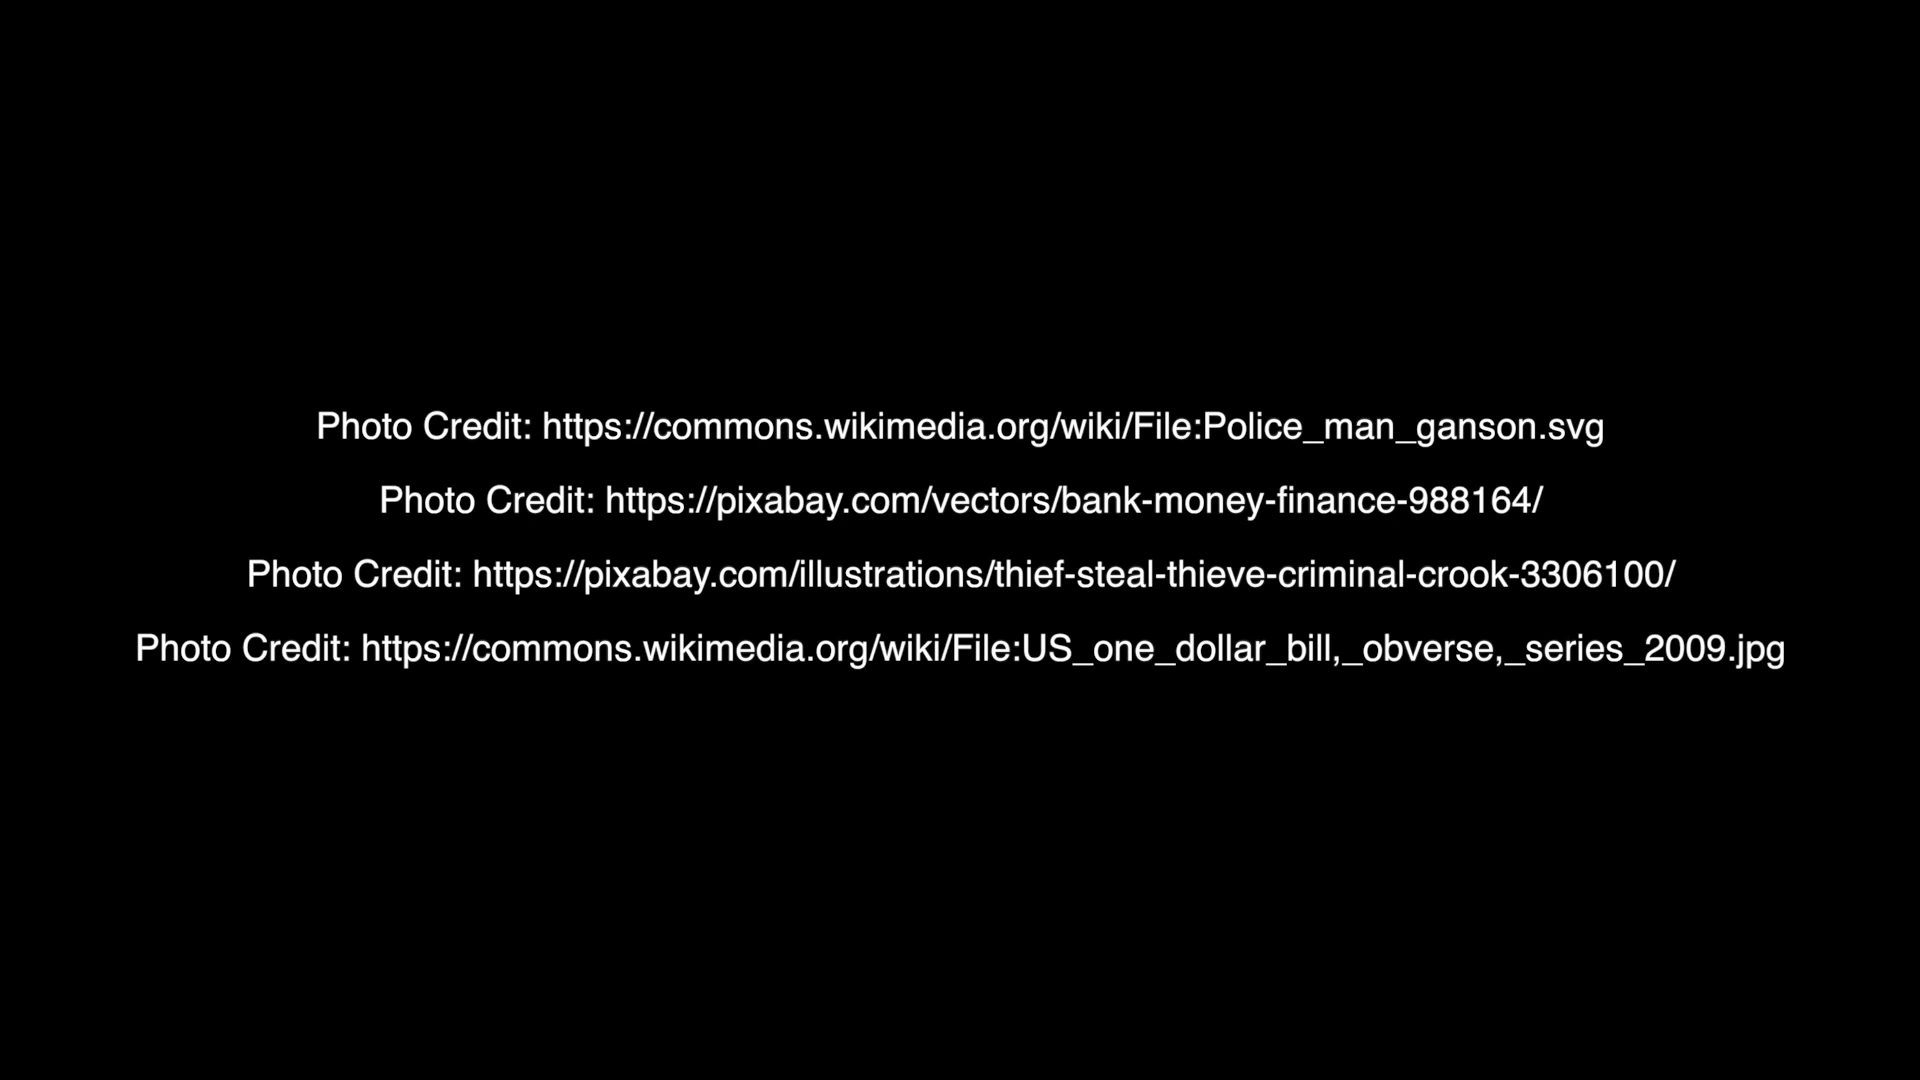 Photo Credit: https://commons.wikimedia.org/wiki/File:Police_man_ganson.svg
Photo Credit: https://pixabay.com/vectors/bank-money-finance-988164/
Photo Credit: https://pixabay.com/illustrations/thief-steal-thieve-criminal-crook-3306100/
Photo Credit: https://commons.wikimedia.org/wiki/File:US_one_dollar_bill,_obverse,_series_2009.jpg